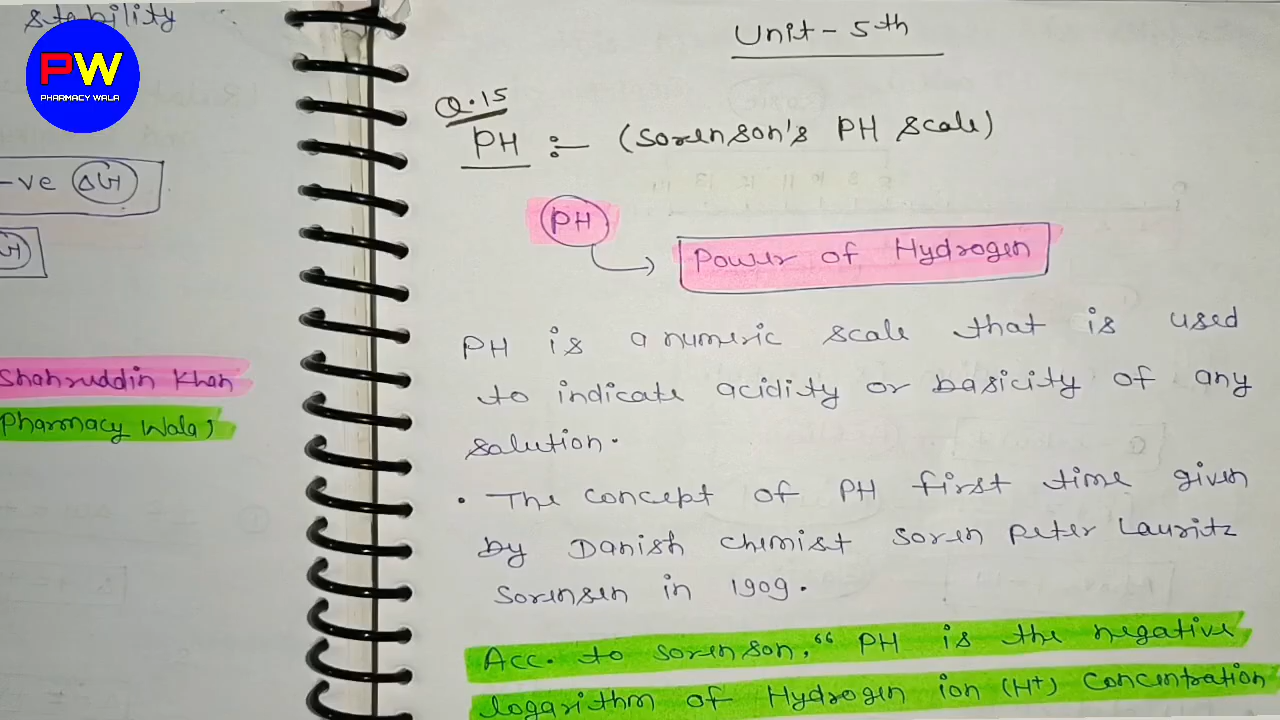 stability
PW
PHARMACY WALA
-ve ΔG
G
Shahruddin Khan
Pharmacy Wala)
Unit - 5th
Q.15
PH :- (Sorenson's PH scale)
PH
Power of Hydrogen
PH is a numeric scale that is used
to indicate acidity or basicity of any
solution.
• The concept of PH first time given
by Danish chemist Soren Peter Lauritz
Sorensen in 1909.
Acc. to sorenson, “ PH is the negative
logarithm of Hydrogen ion (H+) concentration